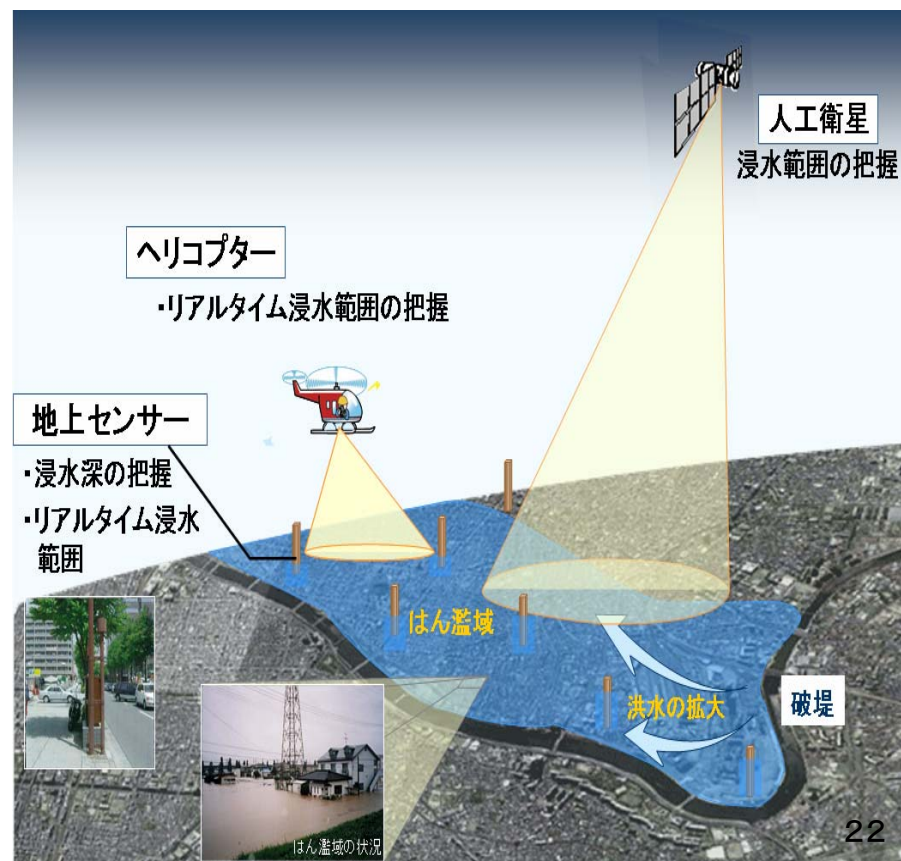 人工衛星
浸水範囲の把握
ヘリコプター
・リアルタイム浸水範囲の把握
地上センサー
・浸水深の把握
・リアルタイム浸水
範囲
はん濫域
洪水の拡大
破堤
はん濫域の状況
22